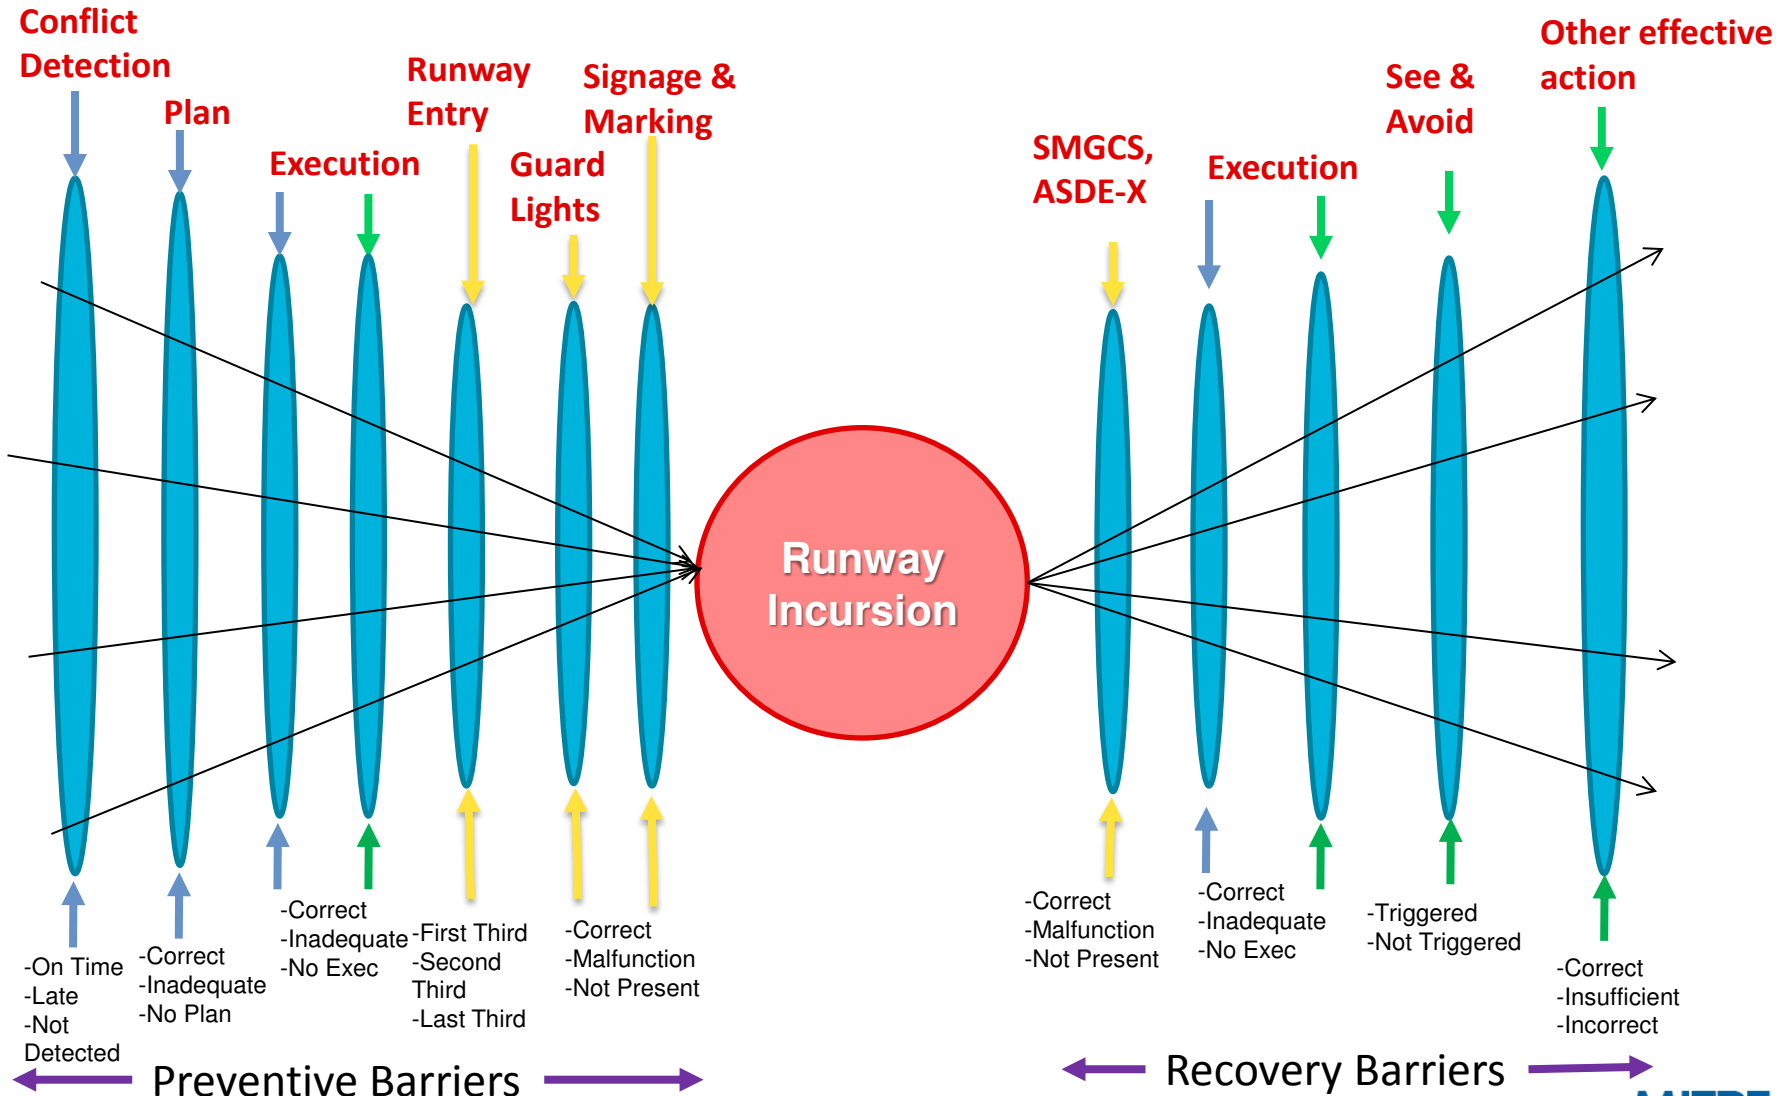 Conflict
Detection
Plan
Execution
Runway
Entry
Guard
Lights
Signage &
Marking
SMGCS,
ASDE-X
Execution
See &
Avoid
Other effective
action
Runway
Incursion
-On Time
-Late
-Not
Detected
-Correct
-Inadequate
-No Plan
-Correct
-Inadequate
-No Exec
-First Third
-Second
Third
-Last Third
-Correct
-Malfunction
-Not Present
-Correct
-Malfunction
-Not Present
-Correct
-Inadequate
-No Exec
-Triggered
-Not Triggered
-Correct
-Insufficient
-Incorrect
Preventive Barriers
Recovery Barriers